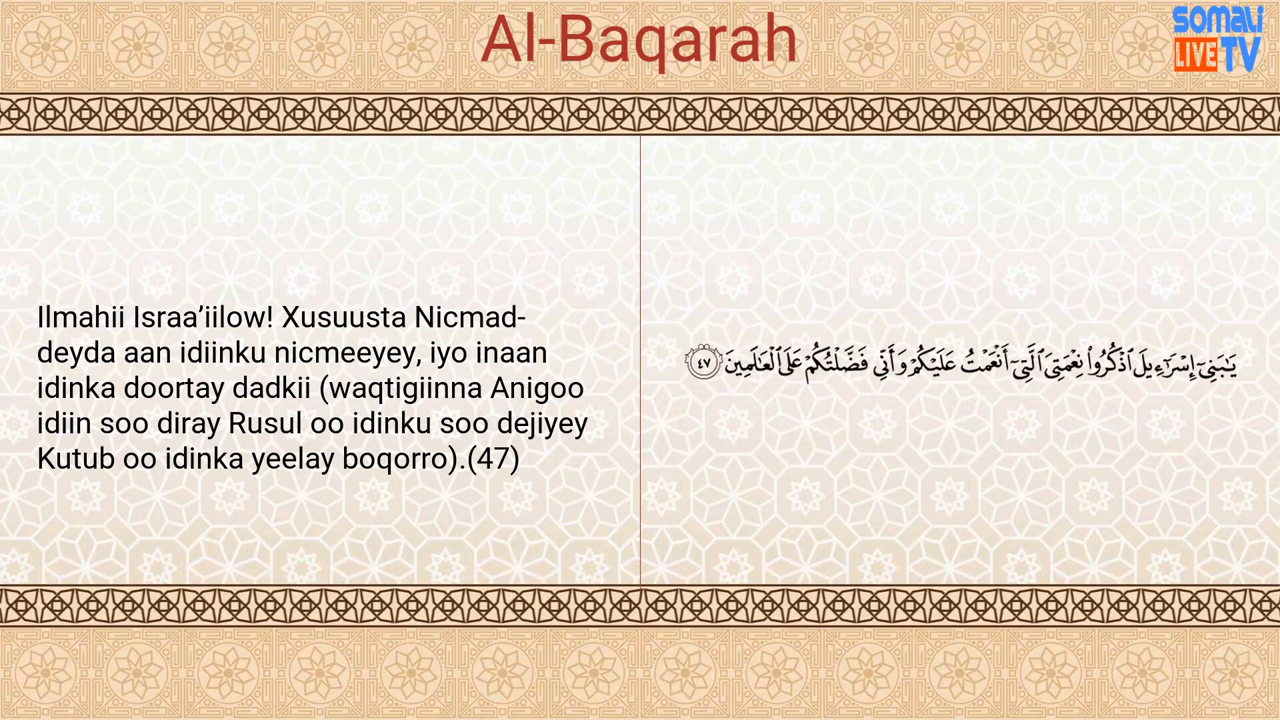 Al-Baqarah
SOMALI
LIVE TV
Ilmahii Israa’iilow! Xusuusta Nicmad-
deyda aan idiinku nicmeeyey, iyo inaan
idinka doortay dadkii (waqtigiinna Anigoo
idiin soo diray Rusul oo idinku soo dejiyey
Kutub oo idinka yeelay boqorro).(47)
يَٰبَنِىٓ إِسْرَٰٓءِيلَ ٱذْكُرُوا۟ نِعْمَتِىَ ٱلَّتِىٓ أَنْعَمْتُ عَلَيْكُمْ وَأَنِّى فَضَّلْتُكُمْ عَلَى ٱلْعَٰلَمِينَ ٤٧